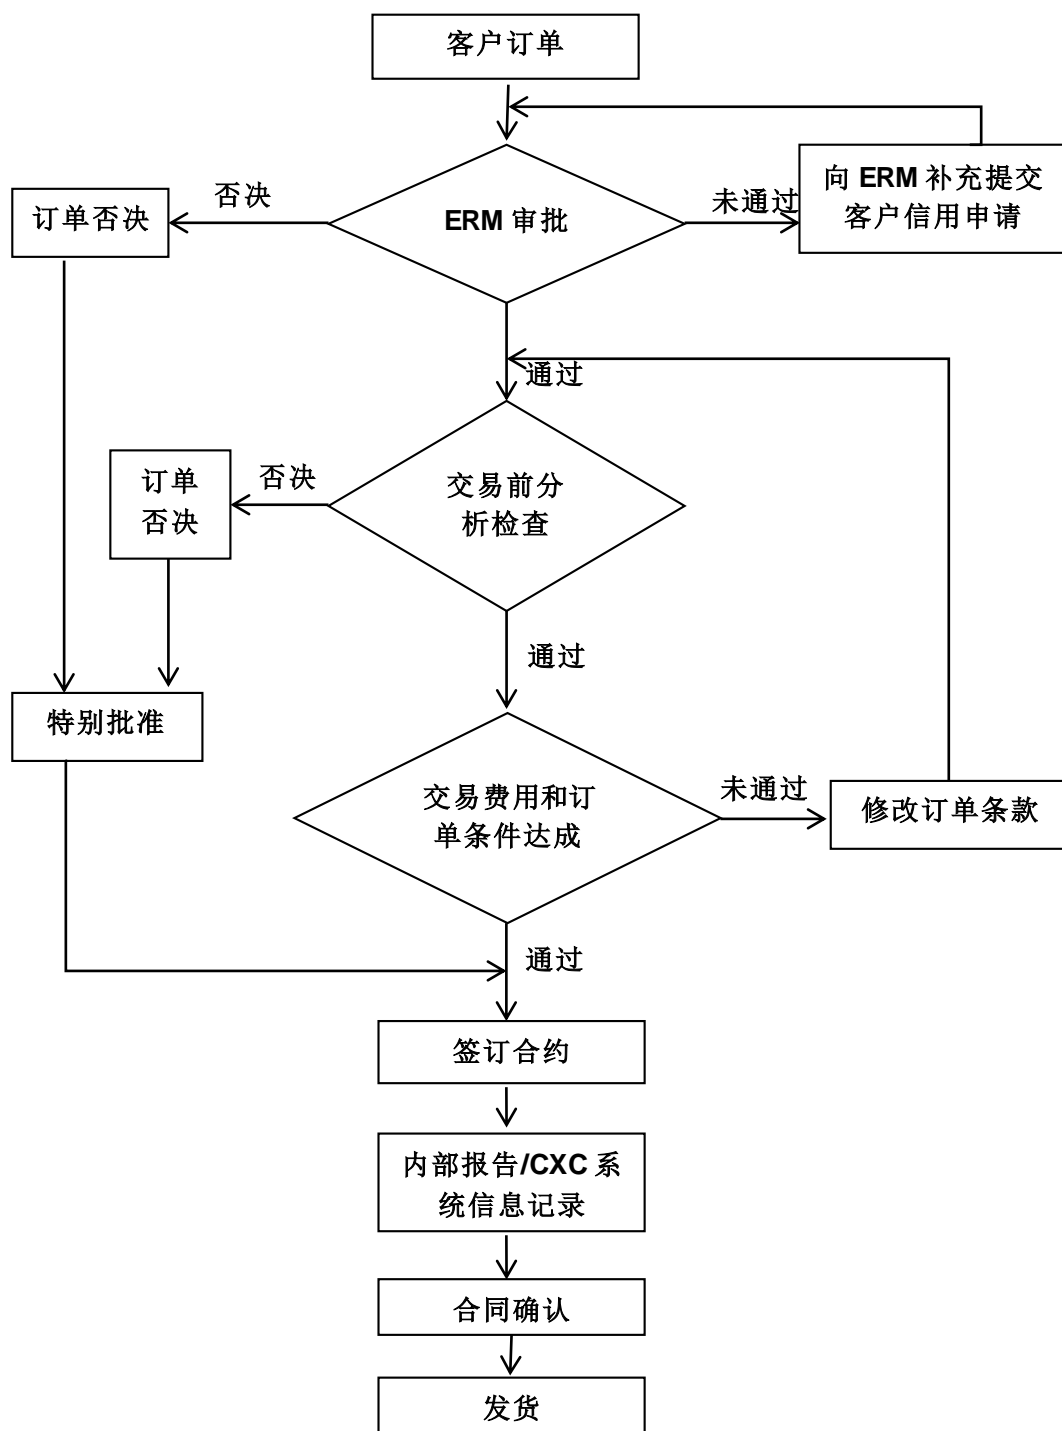 客户订单
向 ERM 补充提交
客户信用申请
否决
未通过
订单否决
ERM 审批
通过
订单
否决
否决
交易前分
析检查
通过
特别批准
交易费用和订
单条件达成
未通过
修改订单条款
通过
签订合约
内部报告/CXC 系
统信息记录
合同确认
发货